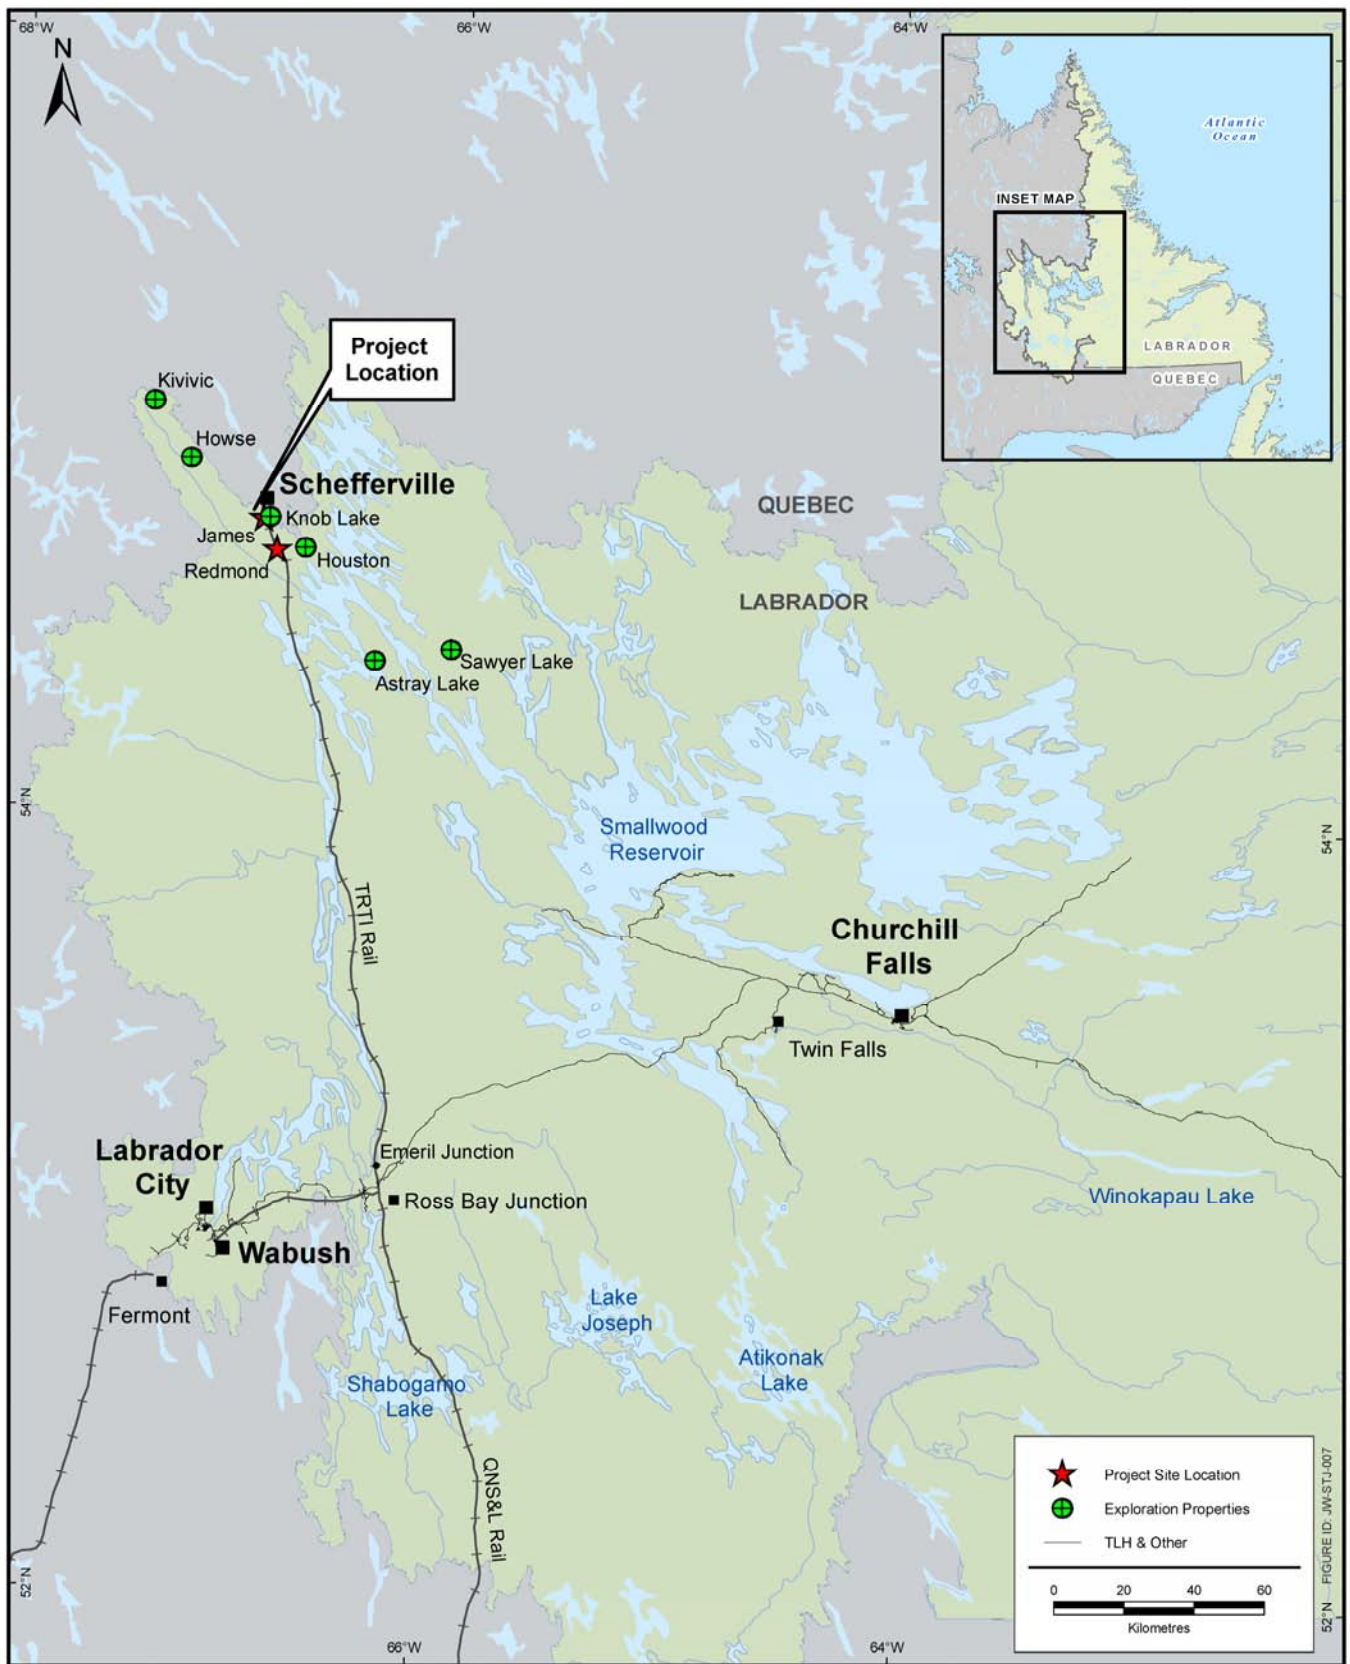 68°W
66°W
64°W
N
Atlantic
Ocean
INSET MAP
LABRADOR
QUEBEC
Project
Location
Kivivic
Howse
Schefferville
Knob Lake
James
Houston
Redmond
QUEBEC
LABRADOR
Sawyer Lake
Astray Lake
54°N
54°N
Smallwood
Reservoir
TRTI Rail
Churchill
Falls
Twin Falls
Labrador
City
Emeril Junction
Ross Bay Junction
Winokapau Lake
Wabush
Fermont
Lake
Joseph
Atikonak
Lake
Shabogamo
Lake
QNS&L Rail
Project Site Location
Exploration Properties
TLH & Other
0 20 40 60
Kilometres
FIGURE ID: JW-STJ-007
52°N
52°N
66°W
64°W